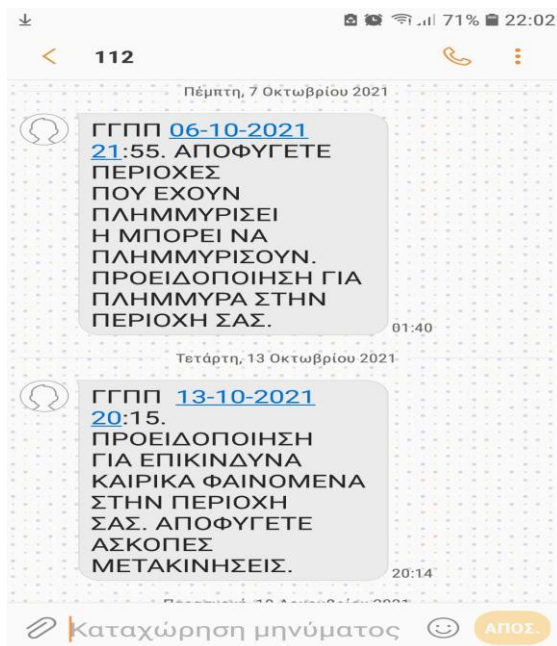 71% 22:02
112
Πέμπτη, 7 Οκτωβρίου 2021
ΓΓΠΠ 06-10-2021
21:55. ΑΠΟΦΥΓΕΤΕ
ΠΕΡΙΟΧΕΣ
ΠΟΥ ΕΧΟΥΝ
ΠΛΗΜΜΥΡΙΣΕΙ
Η ΜΠΟΡΕΙ ΝΑ
ΠΛΗΜΜΥΡΙΣΟΥΝ.
ΠΡΟΕΙΔΟΠΟΙΗΣΗ ΓΙΑ
ΠΛΗΜΜΥΡΑ ΣΤΗΝ
ΠΕΡΙΟΧΗ ΣΑΣ.
01:40
Τετάρτη, 13 Οκτωβρίου 2021
ΓΓΠΠ 13-10-2021
20:15.
ΠΡΟΕΙΔΟΠΟΙΗΣΗ
ΓΙΑ ΕΠΙΚΙΝΔΥΝΑ
ΚΑΙΡΙΚΑ ΦΑΙΝΟΜΕΝΑ
ΣΤΗΝ ΠΕΡΙΟΧΗ
ΣΑΣ. ΑΠΟΦΥΓΕΤΕ
ΑΣΚΟΠΕΣ
ΜΕΤΑΚΙΝΗΣΕΙΣ.
20:14
Καταχώρηση μηνύματος
ΑΠΟΣ.